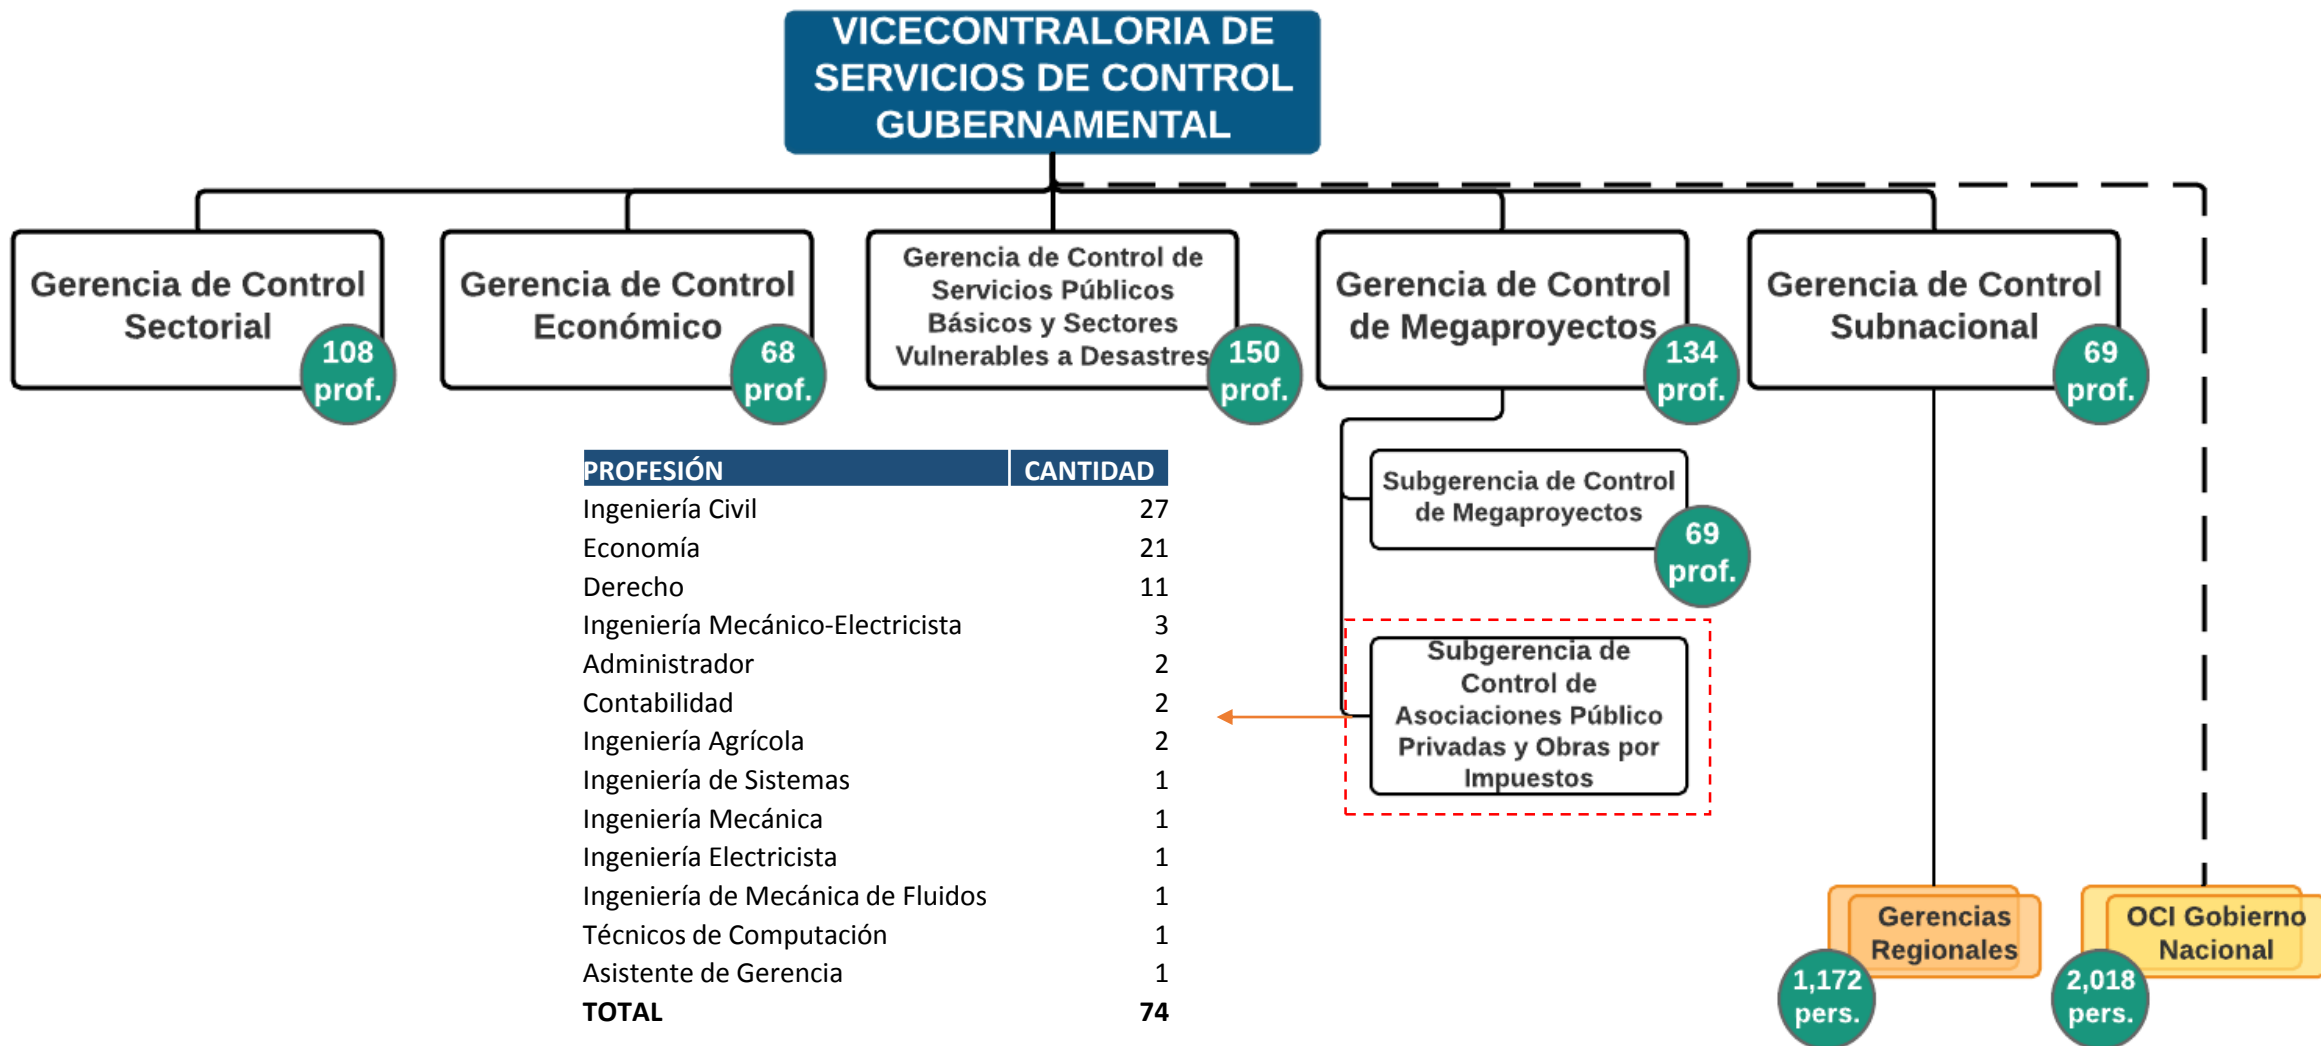 VICECONTRALORIA DE
SERVICIOS DE CONTROL
GUBERNAMENTAL
Gerencia de Control
Sectorial
108
prof.
Gerencia de Control
Económico
68
prof.
Gerencia de Control de
Servicios Públicos
Básicos y Sectores
Vulnerables a Desastres
150
prof.
Gerencia de Control
de Megaproyectos
134
prof.
Gerencia de Control
Subnacional
69
prof.
PROFESIÓN CANTIDAD
Ingeniería Civil 27
Economía 21
Derecho 11
Ingeniería Mecánico-Electricista 3
Administrador 2
Contabilidad 2
Ingeniería Agrícola 2
Ingeniería de Sistemas 1
Ingeniería Mecánica 1
Ingeniería Electricista 1
Ingeniería de Mecánica de Fluidos 1
Técnicos de Computación 1
Asistente de Gerencia 1
TOTAL 74
Subgerencia de Control
de Megaproyectos
69
prof.
Subgerencia de
Control de
Asociaciones Público
Privadas y Obras por
Impuestos
Gerencias
Regionales
1,172
pers.
OCI Gobierno
Nacional
2,018
pers.